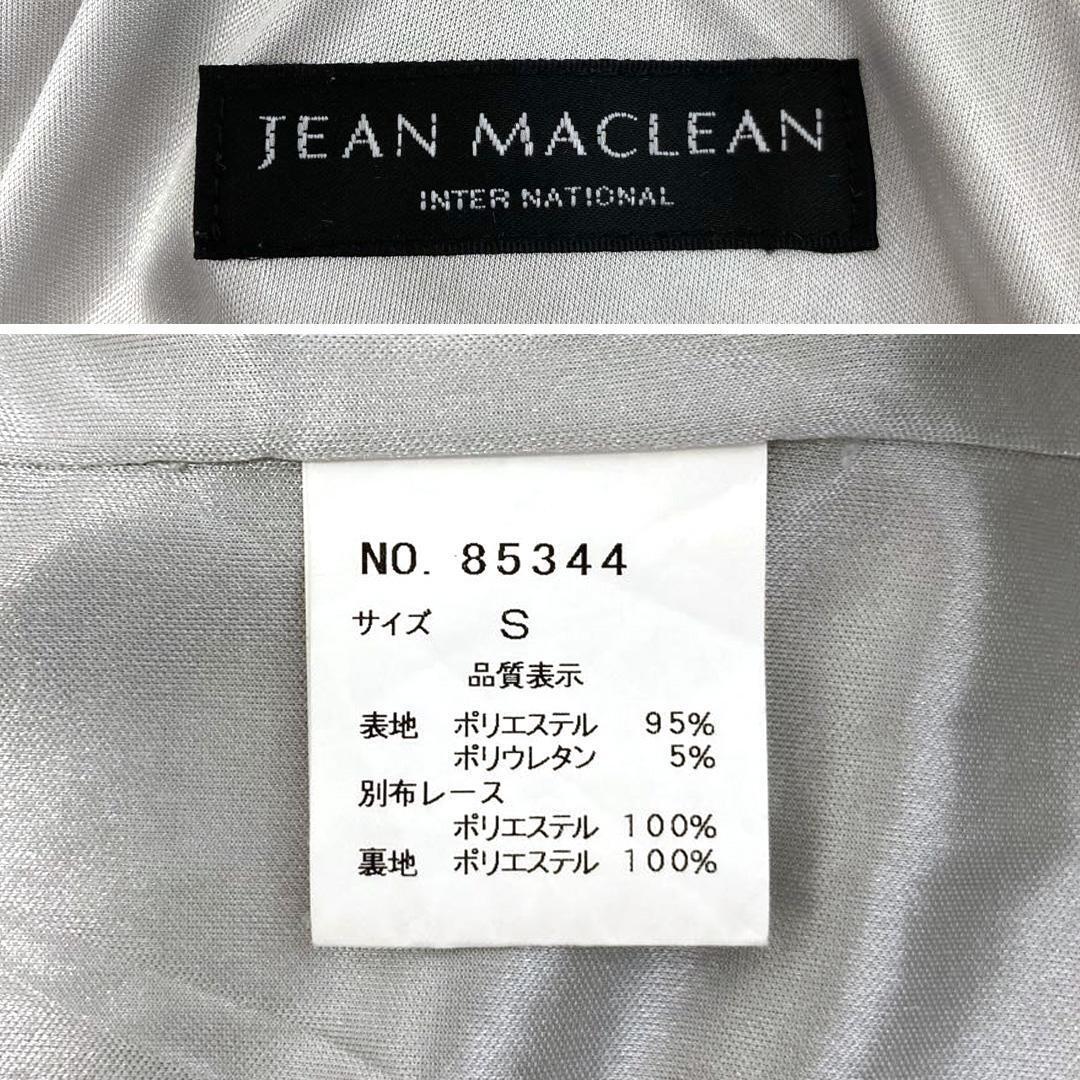 JEAN MACLEAN
INTER NATIONAL
NO. 85344
サイズ S
品質表示
表地 ポリエステル 95%
ポリウレタン 5%
別布レース
ポリエステル 100%
裏地 ポリエステル 100%